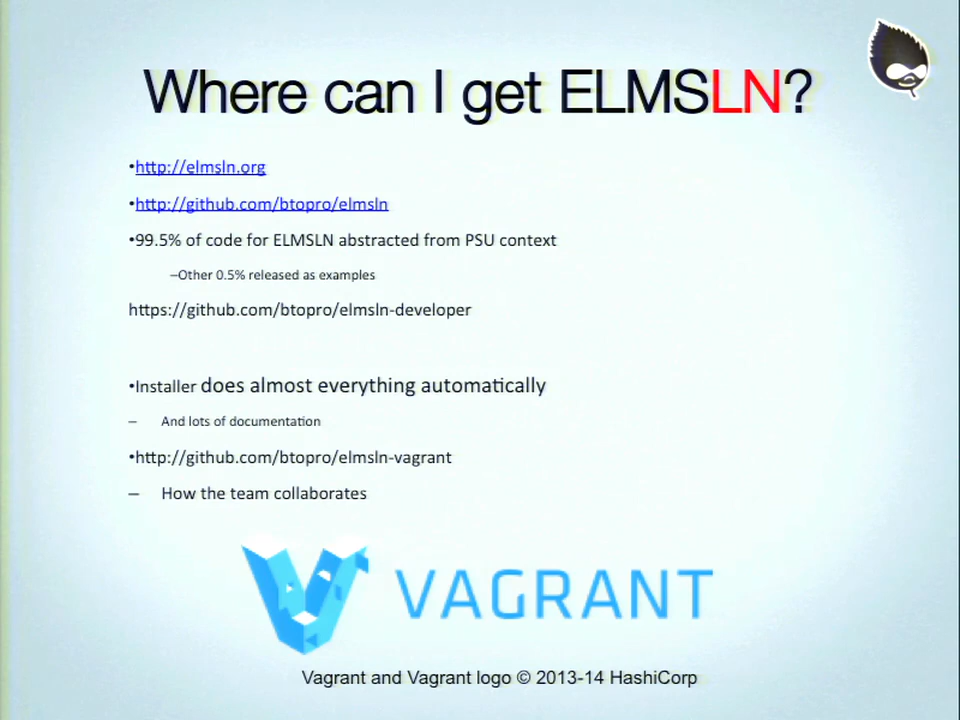 Where can I get ELMSLN?
•http://elmsln.org
•http://github.com/btopro/elmsln
•99.5% of code for ELMSLN abstracted from PSU context
–Other 0.5% released as examples
https://github.com/btopro/elmsln-developer
•Installer does almost everything automatically
– And lots of documentation
•http://github.com/btopro/elmsln-vagrant
– How the team collaborates
VAGRANT
Vagrant and Vagrant logo © 2013-14 HashiCorp